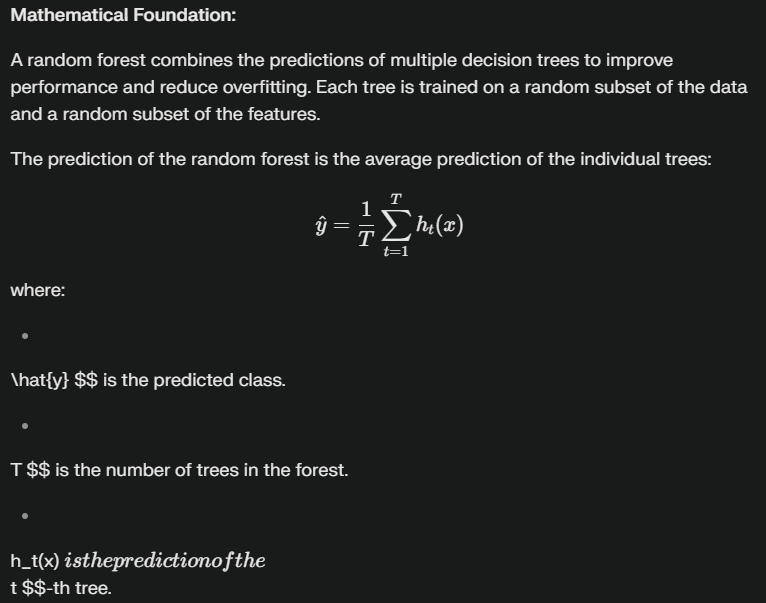 Mathematical Foundation:
A random forest combines the predictions of multiple decision trees to improve
performance and reduce overfitting. Each tree is trained on a random subset of the data
and a random subset of the features.
The prediction of the random forest is the average prediction of the individual trees:
ŷ = \frac{1}{T} \sum_{t=1}^{T} h_t(x)
where:
•
\hat{y} $$ is the predicted class.
•
T $$ is the number of trees in the forest.
•
h_t(x) isthepredictionofthe
t $$-th tree.